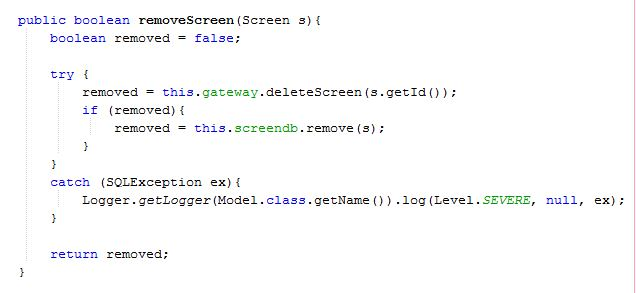 public boolean removeScreen(Screen s){
    boolean removed = false;

    try {
        removed = this.gateway.deleteScreen(s.getId());
        if (removed){
            removed = this.screendb.remove(s);
        }
    }
    catch (SQLException ex){
        Logger.getLogger(Model.class.getName()).log(Level.SEVERE, null, ex);
    }

    return removed;
}